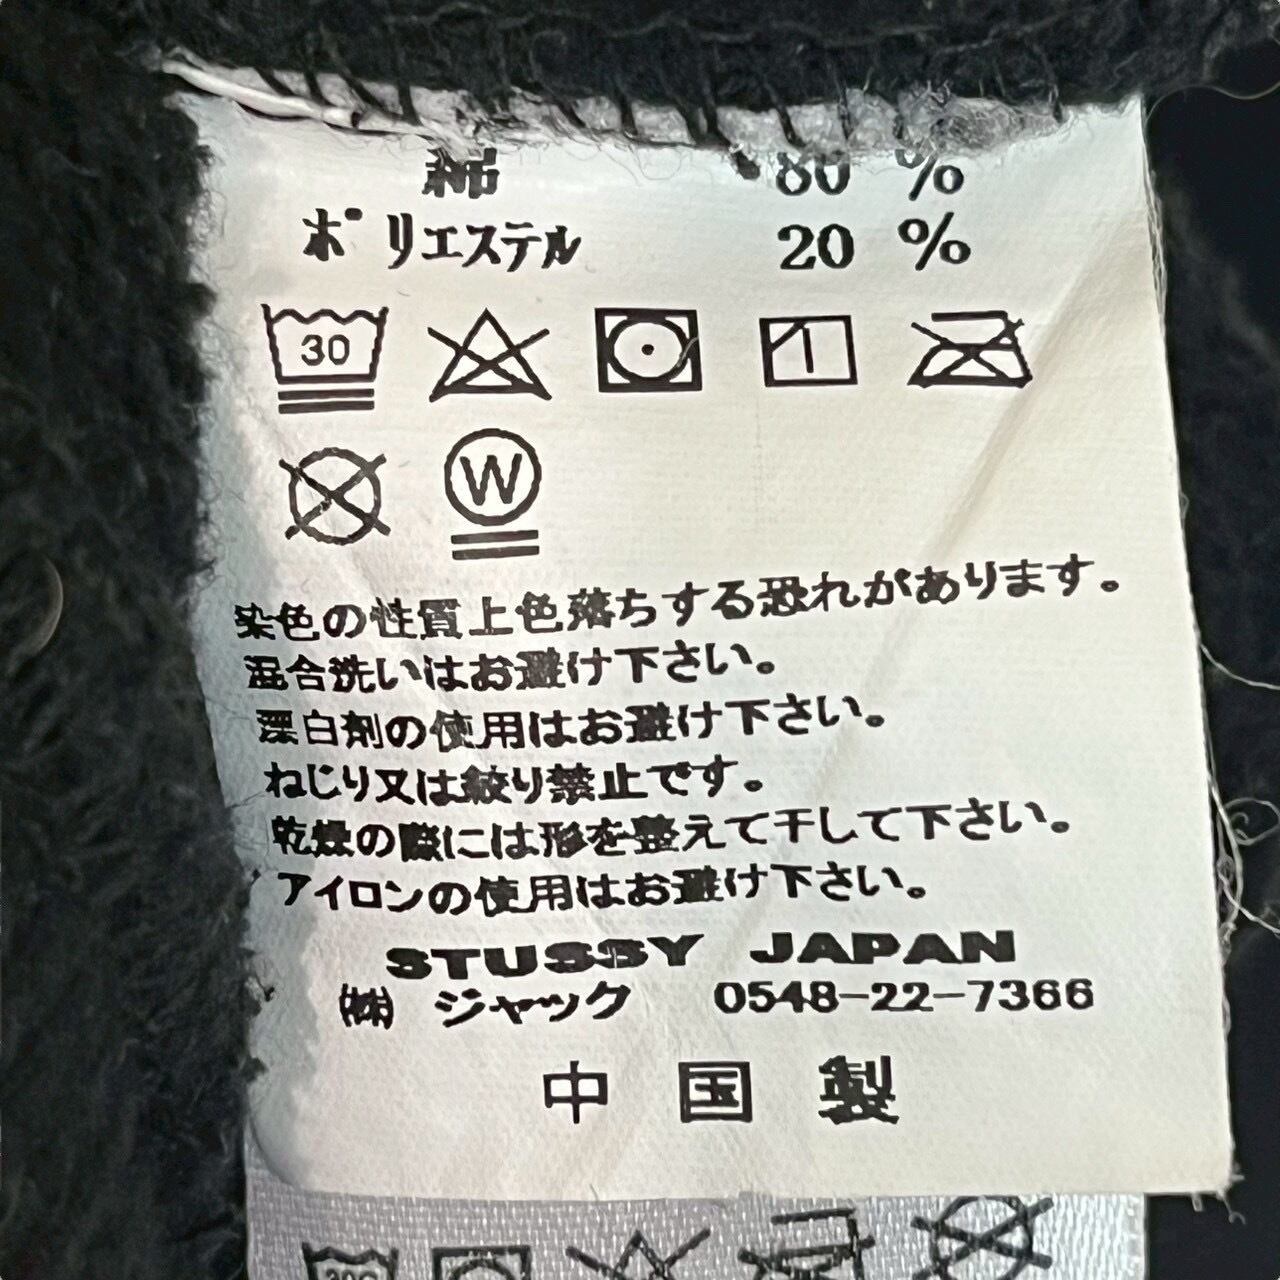 綿 80 %
ポリエステル 20 %
30
1
W
染色の性質上色落ちする恐れがあります。
混合洗いはお避け下さい。
漂白剤の使用はお避け下さい。
ねじり又は絞り禁止です。
乾燥の際には形を整えて干して下さい。
アイロンの使用はお避け下さい。
STUSSY JAPAN
㈱ ジャック 0548-22-7366
中国製